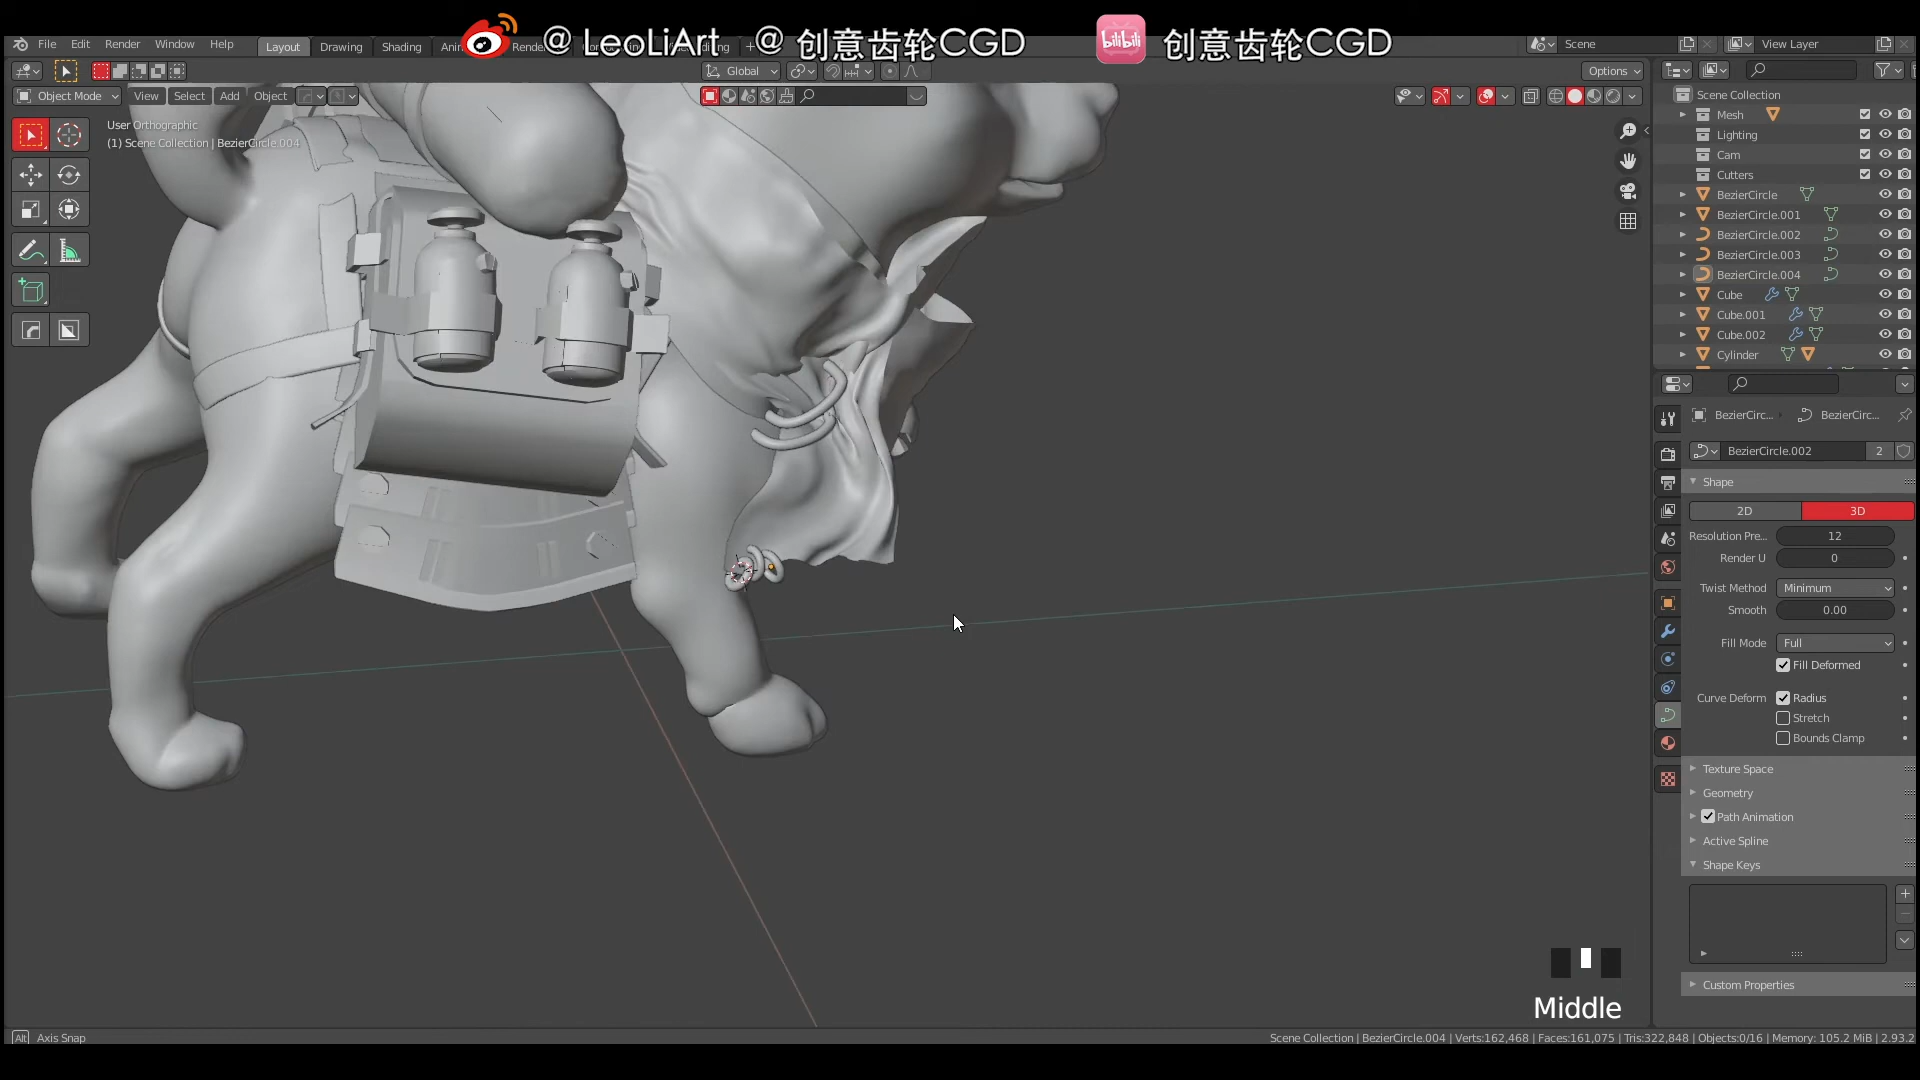 @ LeoLiArt @ 创意齿轮CGD bilibili 创意齿轮CGD
File Edit Render Window Help Layout Drawing Shading Scene View Layer
Global Options
Object Mode View Select Add Object
User Orthographic
(1) Scene Collection | BezierCircle.004
Scene Collection
Mesh
Lighting
Cam
Cutters
BezierCircle
BezierCircle.001
BezierCircle.002
BezierCircle.003
BezierCircle.004
Cube
Cube.001
Cube.002
Cylinder
BezierCirc... BezierCirc...
BezierCircle.002 2
Shape
2D 3D
Resolution Pre... 12
Render U 0
Twist Method Minimum
Smooth 0.00
Fill Mode Full
Fill Deformed
Curve Deform Radius
Stretch
Bounds Clamp
Texture Space
Geometry
Path Animation
Active Spline
Shape Keys
Custom Properties
Middle
Alt Axis Snap
Scene Collection | BezierCircle.004 | Verts:162,468 | Faces:161,075 | Tris:322,848 | Objects:0/16 | Memory: 105.2 MiB | 2.93.2